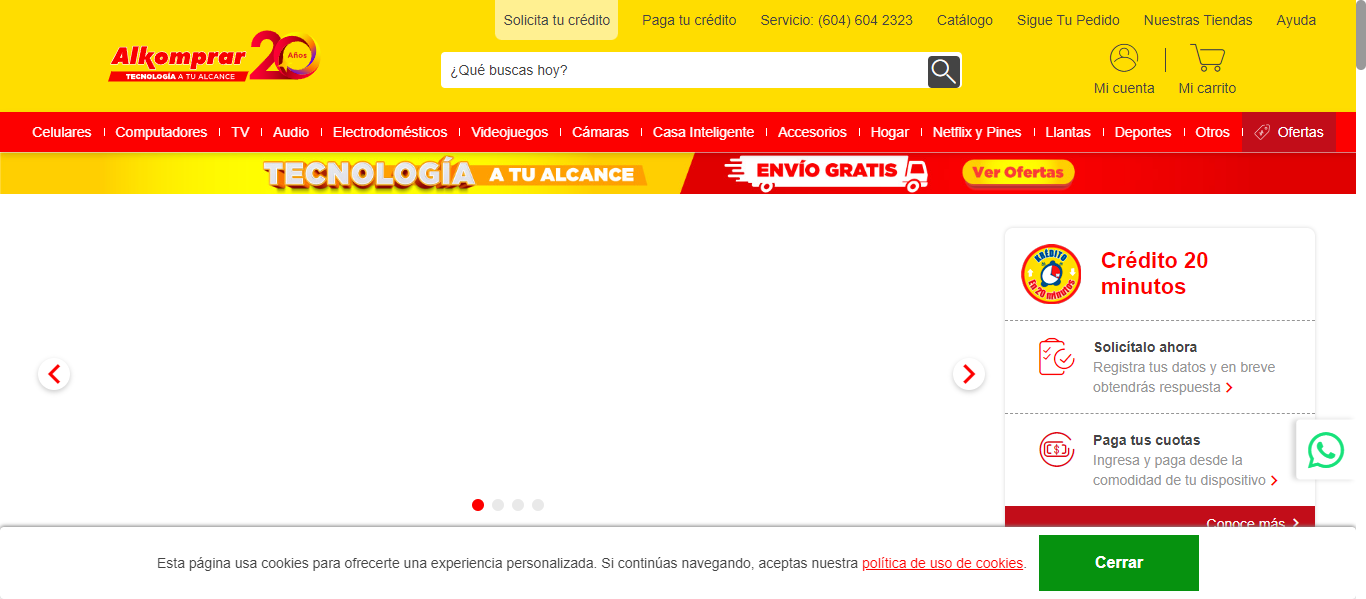 Solicita tu crédito Paga tu crédito Servicio: (604) 604 2323 Catálogo Sigue Tu Pedido Nuestras Tiendas Ayuda
Alkomprar 20 Años
TECNOLOGÍA A TU ALCANCE
¿Qué buscas hoy?
Mi cuenta Mi carrito
Celulares Computadores TV Audio Electrodomésticos Videojuegos Cámaras Casa Inteligente Accesorios Hogar Netflix y Pines Llantas Deportes Otros Ofertas
TECNOLOGÍA A TU ALCANCE ENVÍO GRATIS Ver Ofertas
KRÉDITO
En 20 minutos
Crédito 20
minutos
Solicítalo ahora
Registra tus datos y en breve
obtendrás respuesta
Paga tus cuotas
Ingresa y paga desde la
comodidad de tu dispositivo
Conoce más
Esta página usa cookies para ofrecerte una experiencia personalizada. Si continúas navegando, aceptas nuestra política de uso de cookies.
Cerrar